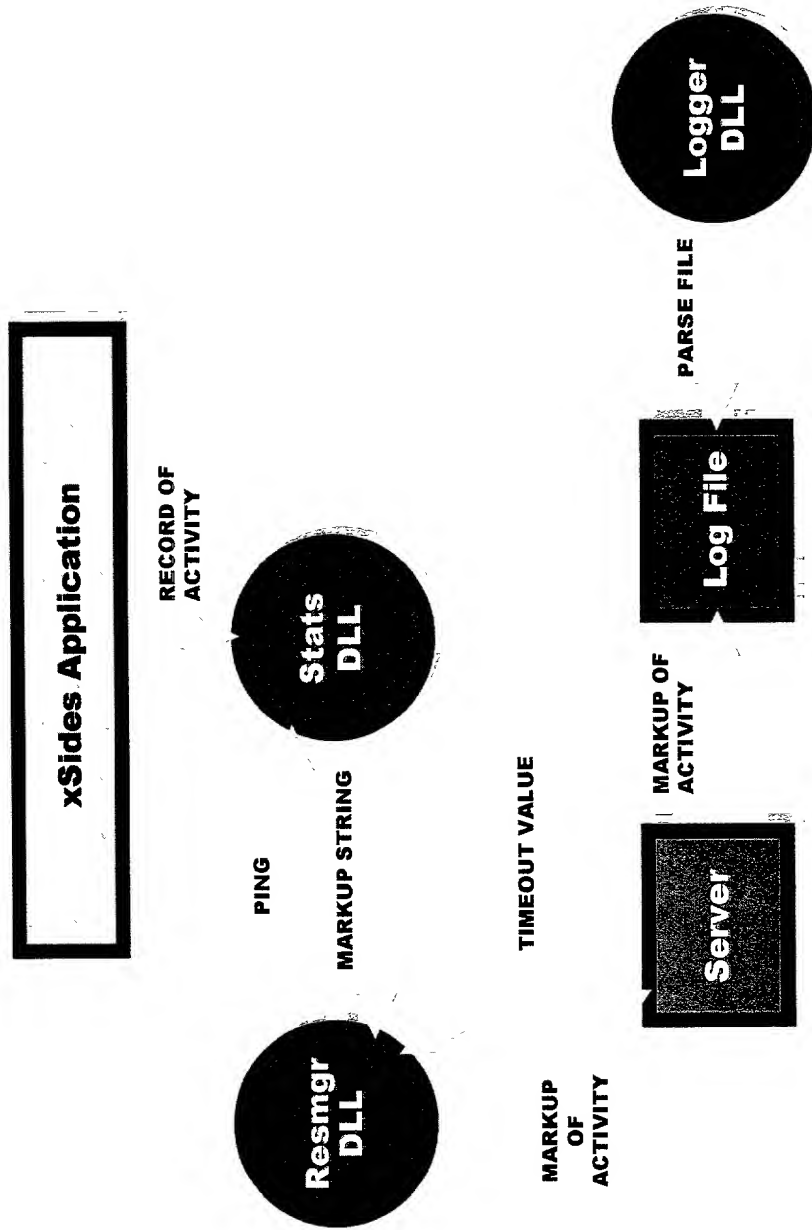 xSides Application
RECORD OF
ACTIVITY
PING
MARKUP STRING
Stats
DLL
Resmgr
DLL
TIMEOUT VALUE
MARKUP
OF
ACTIVITY
Server
MARKUP OF
ACTIVITY
Log File
PARSE FILE
Logger
DLL